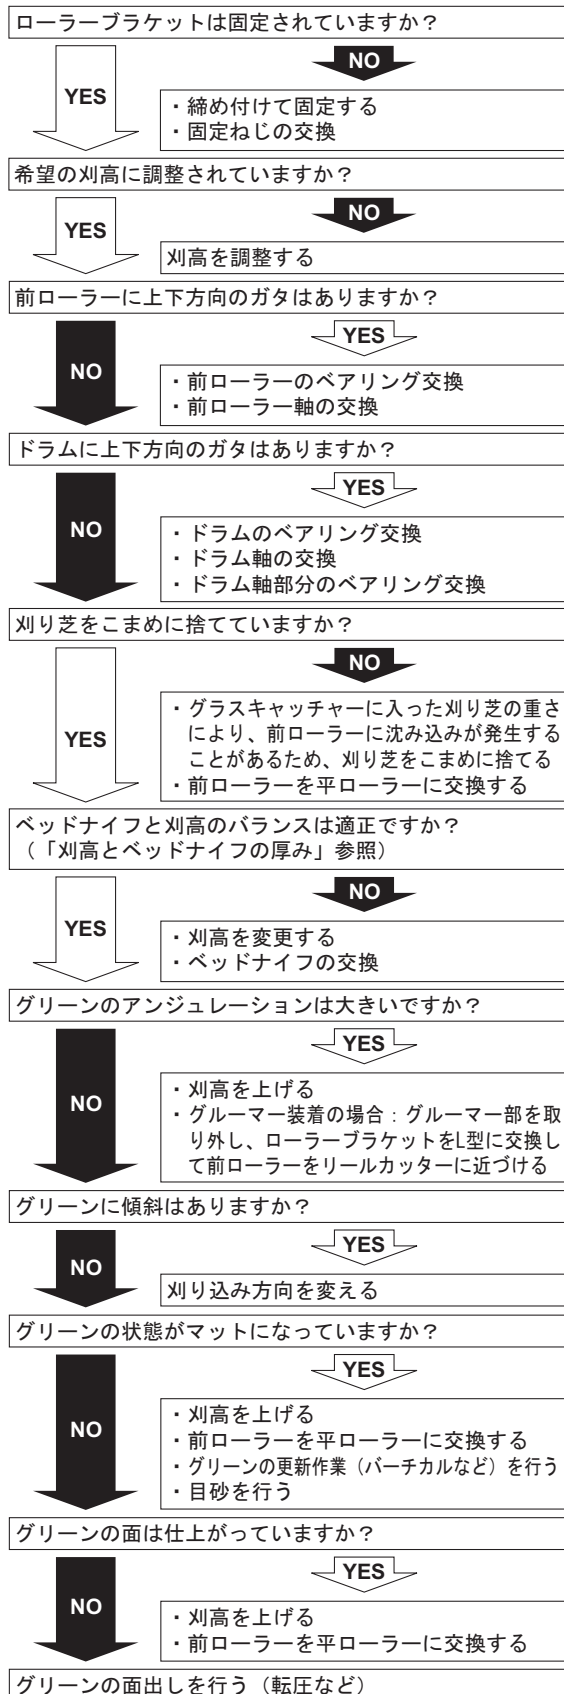 ローラーブラケットは固定されていますか？
NO
YES
・締め付けて固定する
・固定ねじの交換
希望の刈高に調整されていますか？
NO
YES
刈高を調整する
前ローラーに上下方向のガタはありますか？
YES
NO
・前ローラーのベアリング交換
・前ローラー軸の交換
ドラムに上下方向のガタはありますか？
YES
NO
・ドラムのベアリング交換
・ドラム軸の交換
・ドラム軸部分のベアリング交換
刈り芝をこまめに捨てていますか？
NO
YES
・グラスキャッチャーに入った刈り芝の重さ
により、前ローラーに沈み込みが発生する
ことがあるため、刈り芝をこまめに捨てる
・前ローラーを平ローラーに交換する
ベッドナイフと刈高のバランスは適正ですか？
（「刈高とベッドナイフの厚み」参照）
NO
YES
・刈高を変更する
・ベッドナイフの交換
グリーンのアンジュレーションは大きいですか？
YES
NO
・刈高を上げる
・グルーマー装着の場合：グルーマー部を取
り外し、ローラーブラケットをL型に交換し
て前ローラーをリールカッターに近づける
グリーンに傾斜はありますか？
YES
NO
刈り込み方向を変える
グリーンの状態がマットになっていますか？
YES
NO
・刈高を上げる
・前ローラーを平ローラーに交換する
・グリーンの更新作業（バーチカルなど）を行う
・目砂を行う
グリーンの面は仕上がっていますか？
YES
NO
・刈高を上げる
・前ローラーを平ローラーに交換する
グリーンの面出しを行う（転圧など）